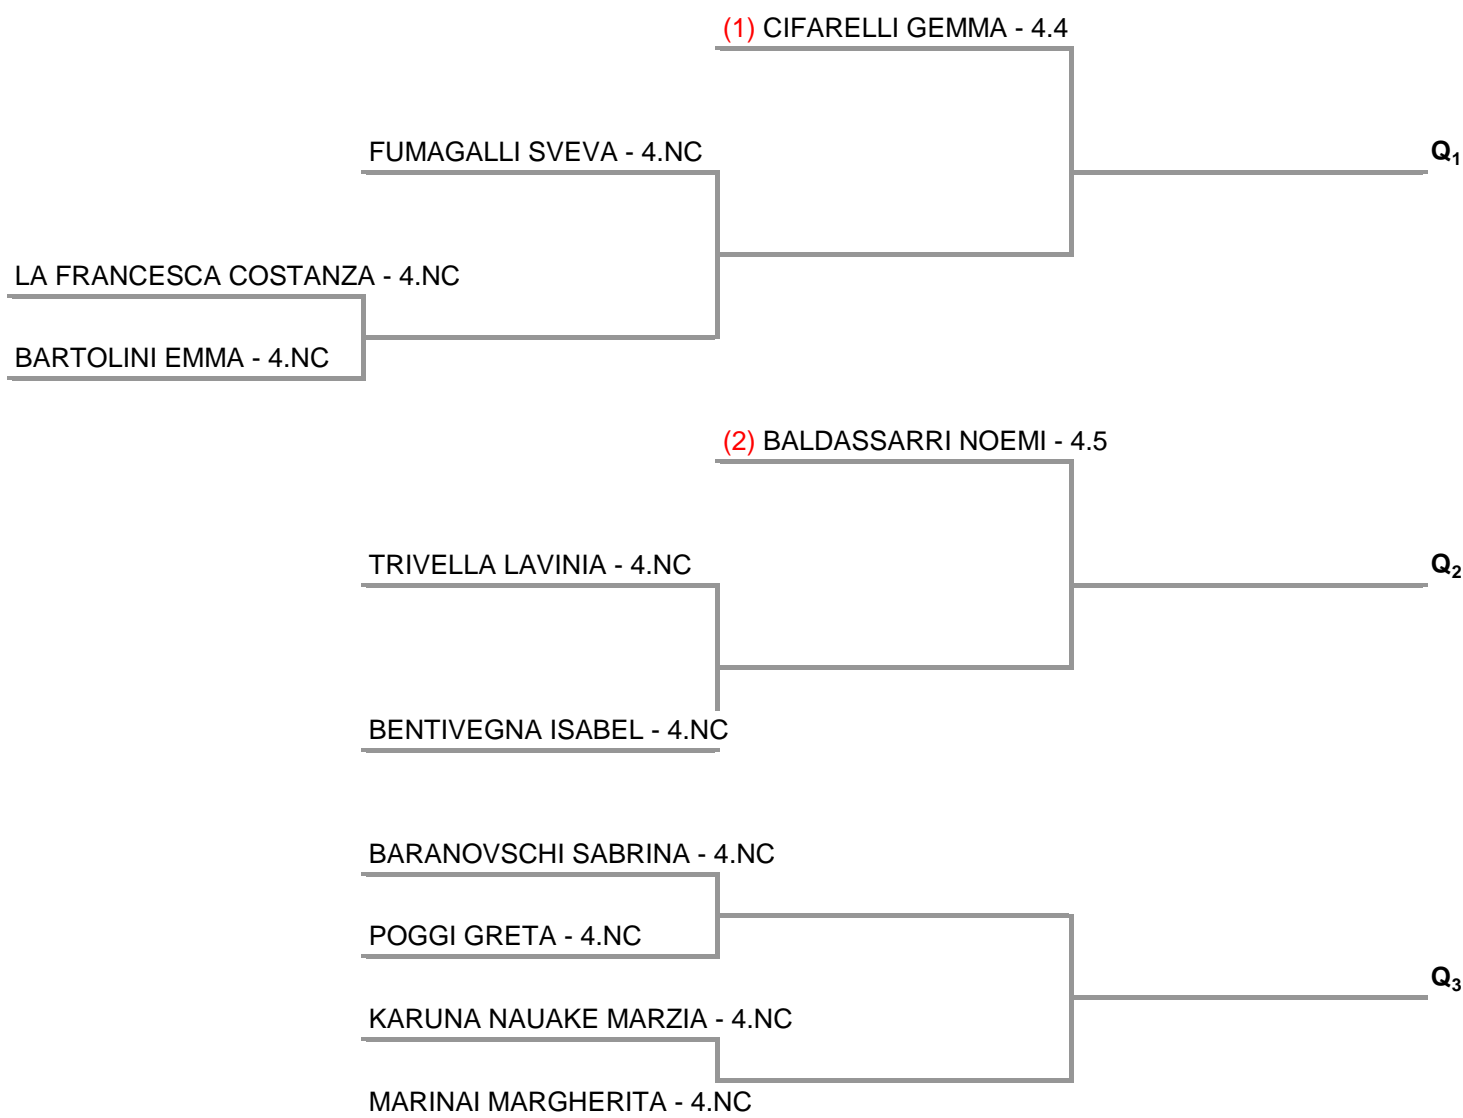 (1) CIFARELLI GEMMA - 4.4
FUMAGALLI SVEVA - 4.NC
Q1
LA FRANCESCA COSTANZA - 4.NC
BARTOLINI EMMA - 4.NC
(2) BALDASSARRI NOEMI - 4.5
TRIVELLA LAVINIA - 4.NC
Q2
BENTIVEGNA ISABEL - 4.NC
BARANOVSCHI SABRINA - 4.NC
POGGI GRETA - 4.NC
Q3
KARUNA NAUAKE MARZIA - 4.NC
MARINAI MARGHERITA - 4.NC